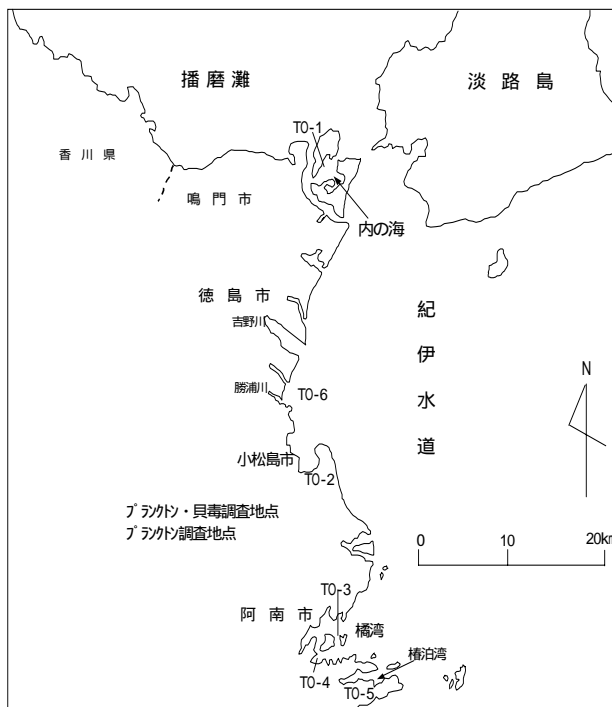 播磨灘
淡路島
TO-1
香川県
鳴門市
内の海
徳島市
吉野川
紀伊水道
N
勝浦川
TO-6
小松島市
TO-2
プランクトン・貝毒調査地点
プランクトン調査地点
0 10 20km
TO-3
阿南市
橘湾
椿泊湾
TO-4
TO-5